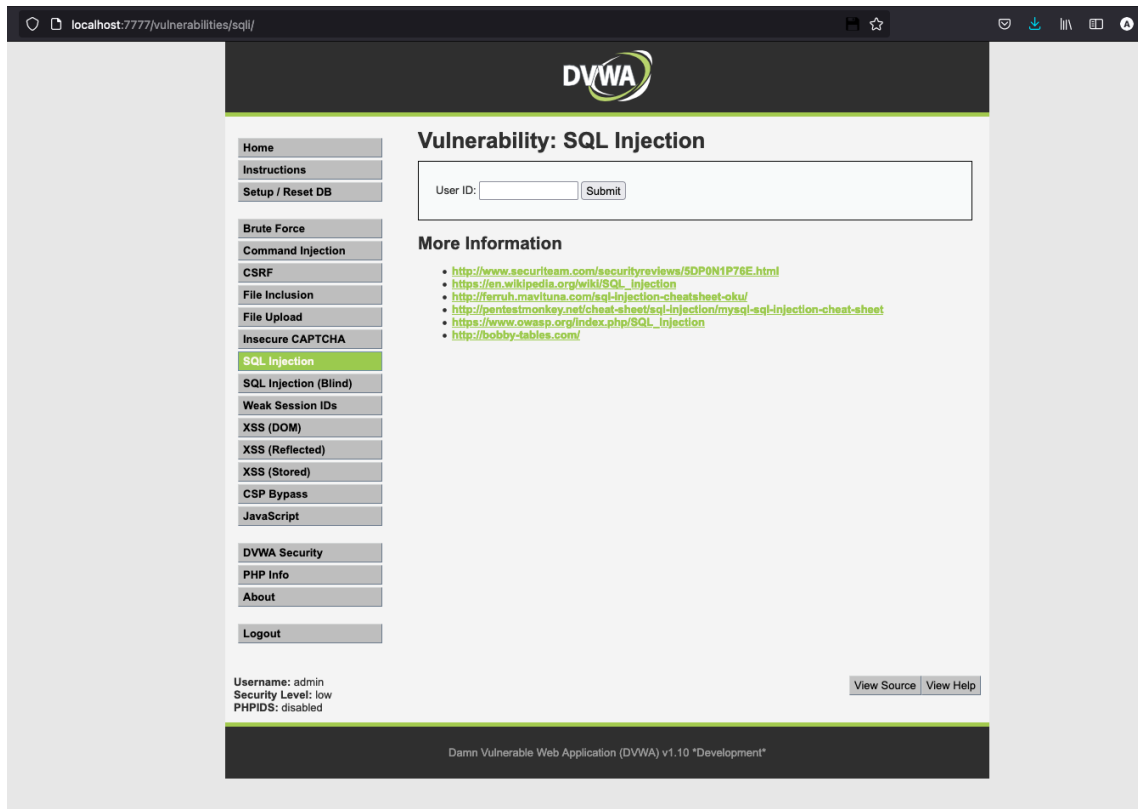 localhost:7777/vulnerabilities/sqli/
A
DVWA
Home
Instructions
Setup / Reset DB
Brute Force
Command Injection
CSRF
File Inclusion
File Upload
Insecure CAPTCHA
SQL Injection
SQL Injection (Blind)
Weak Session IDs
XSS (DOM)
XSS (Reflected)
XSS (Stored)
CSP Bypass
JavaScript
DVWA Security
PHP Info
About
Logout
Vulnerability: SQL Injection
User ID: Submit
More Information
http://www.securiteam.com/securityreviews/5DP0N1P76E.html
https://en.wikipedia.org/wiki/SQL_injection
http://ferruh.mavituna.com/sql-injection-cheatsheet-oku/
http://pentestmonkey.net/cheat-sheet/sql-injection/mysql-sql-injection-cheat-sheet
https://www.owasp.org/index.php/SQL_Injection
http://bobby-tables.com/
Username: admin
Security Level: low
PHPIDS: disabled
View Source View Help
Damn Vulnerable Web Application (DVWA) v1.10 *Development*